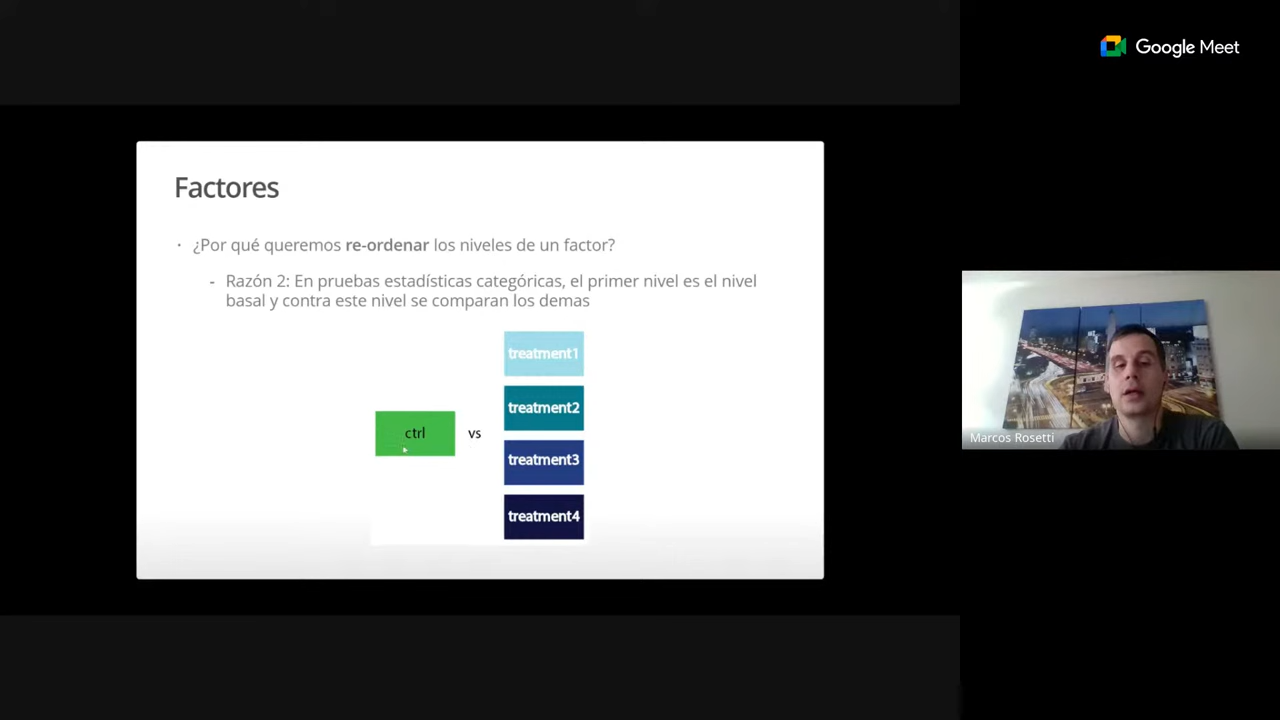 Google Meet
Factores
· ¿Por qué queremos re-ordenar los niveles de un factor?
- Razón 2: En pruebas estadísticas categóricas, el primer nivel es el nivel
basal y contra este nivel se comparan los demas
treatment1
treatment2
ctrl vs
treatment3
treatment4
Marcos Rosetti